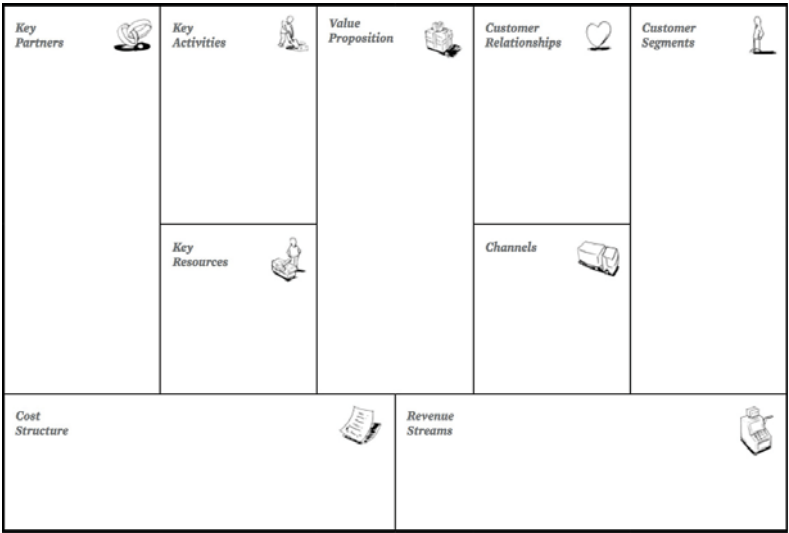 Key
Partners
Key
Activities
Value
Proposition
Customer
Relationships
Customer
Segments
Key
Resources
Channels
Cost
Structure
Revenue
Streams